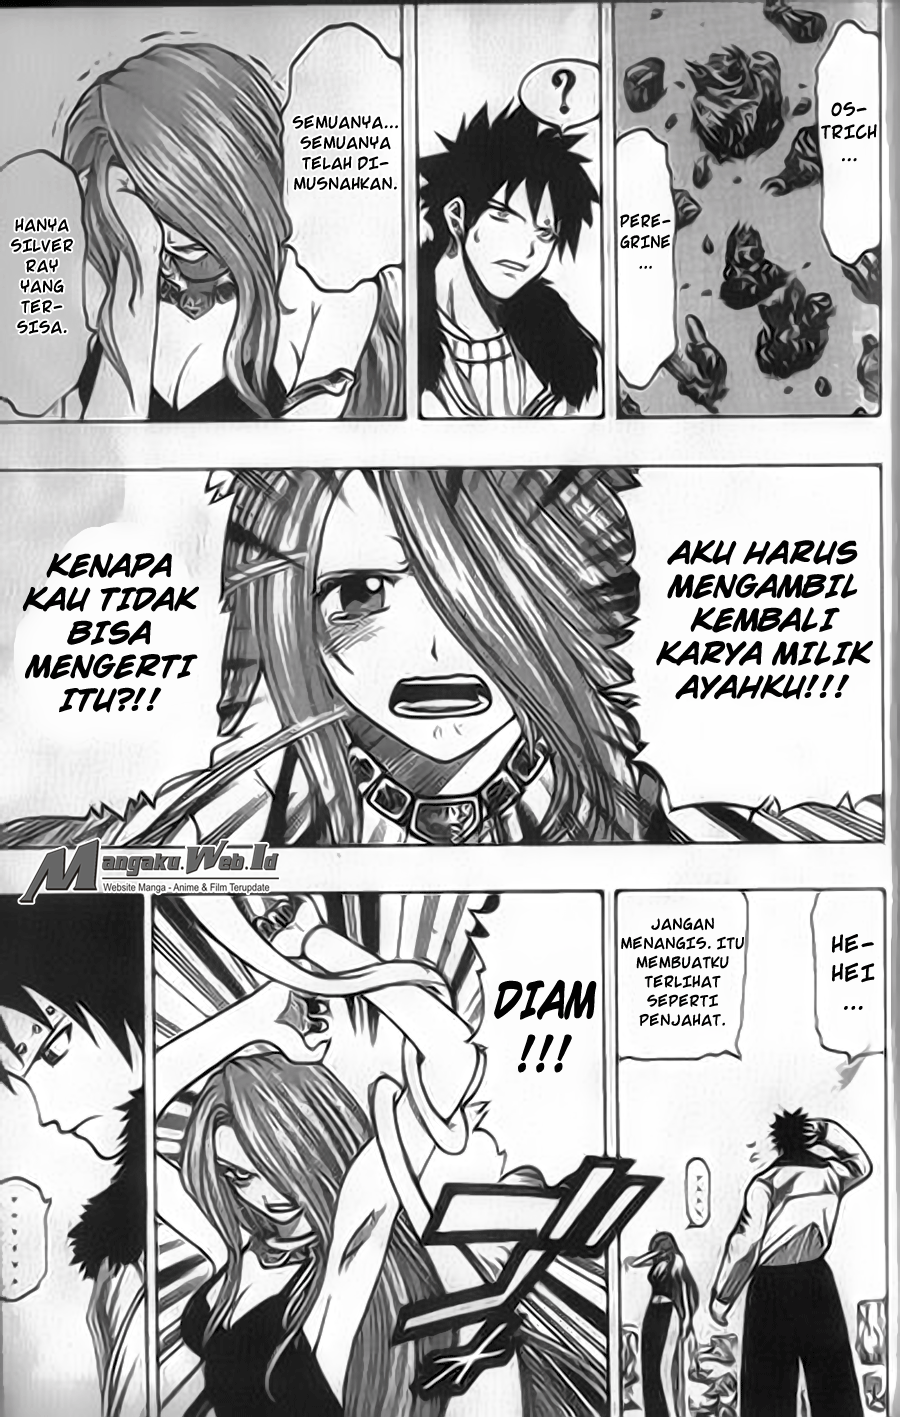 OS-
TRICH
...
PERE-
GRINE
...
?
SEMUANYA...
SEMUANYA
TELAH DI-
MUSNAHKAN.
HANYA
SILVER
RAY
YANG
TER-
SISA.
AKU HARUS
MENGAMBIL
KEMBALI
KARYA MILIK
AYAHKU!!!
KENAPA
KAU TIDAK
BISA
MENGERTI
ITU?!!
Mangaku.Web.Id
Website Manga - Anime & Film Terupdate
HE-
HEI
...
JANGAN
MENANGIS. ITU
MEMBUATKU
TERLIHAT
SEPERTI
PENJAHAT.
DIAM
!!!